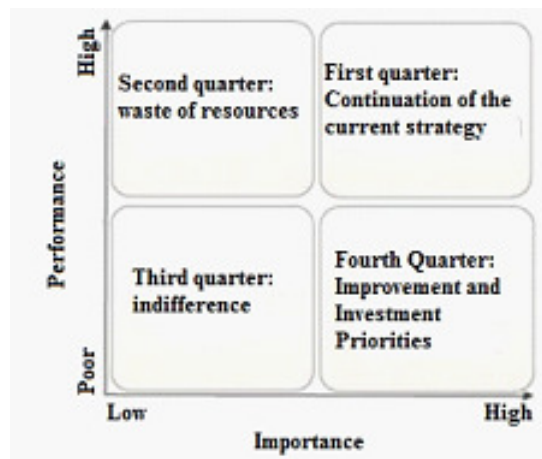 High
Second quarter:
waste of resources
First quarter:
Continuation of the
current strategy
Performance
Third quarter:
indifference
Fourth Quarter:
Improvement and
Investment
Priorities
Poor
Low
High
Importance